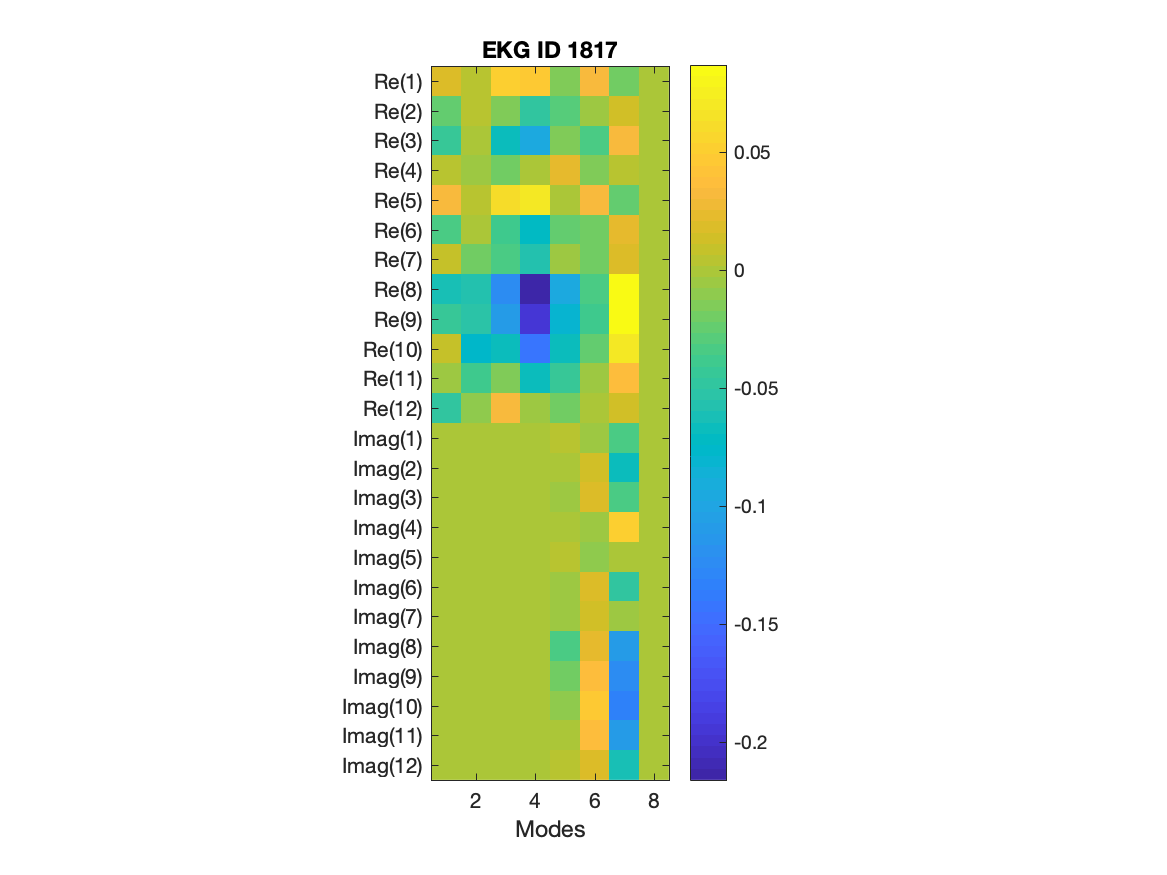 EKG ID 1817
Re(1)
Re(2)
Re(3)
Re(4)
Re(5)
Re(6)
Re(7)
Re(8)
Re(9)
Re(10)
Re(11)
Re(12)
Imag(1)
Imag(2)
Imag(3)
Imag(4)
Imag(5)
Imag(6)
Imag(7)
Imag(8)
Imag(9)
Imag(10)
Imag(11)
Imag(12)
2 4 6 8
Modes
0.05
0
-0.05
-0.1
-0.15
-0.2